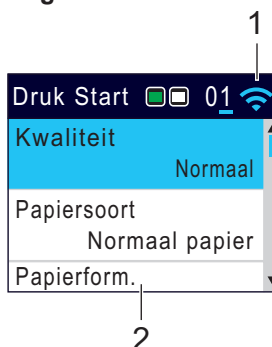 1
Druk Start 01
Kwaliteit
Normaal
Papiersoort
Normaal papier
Papierform.
2